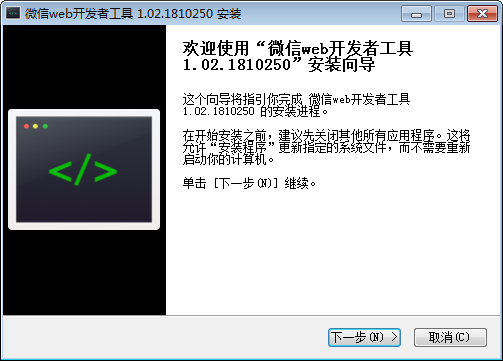 微信web开发者工具 1.02.1810250 安装
欢迎使用“微信web开发者工具
1.02.1810250”安装向导
这个向导将指引你完成 微信web开发者工具
1.02.1810250 的安装进程。
在开始安装之前，建议先关闭其他所有应用程序。这将
允许“安装程序”更新指定的系统文件，而不需要重新
启动你的计算机。
单击 [下一步(N)] 继续。
</>
下一步(N) >
取消(C)